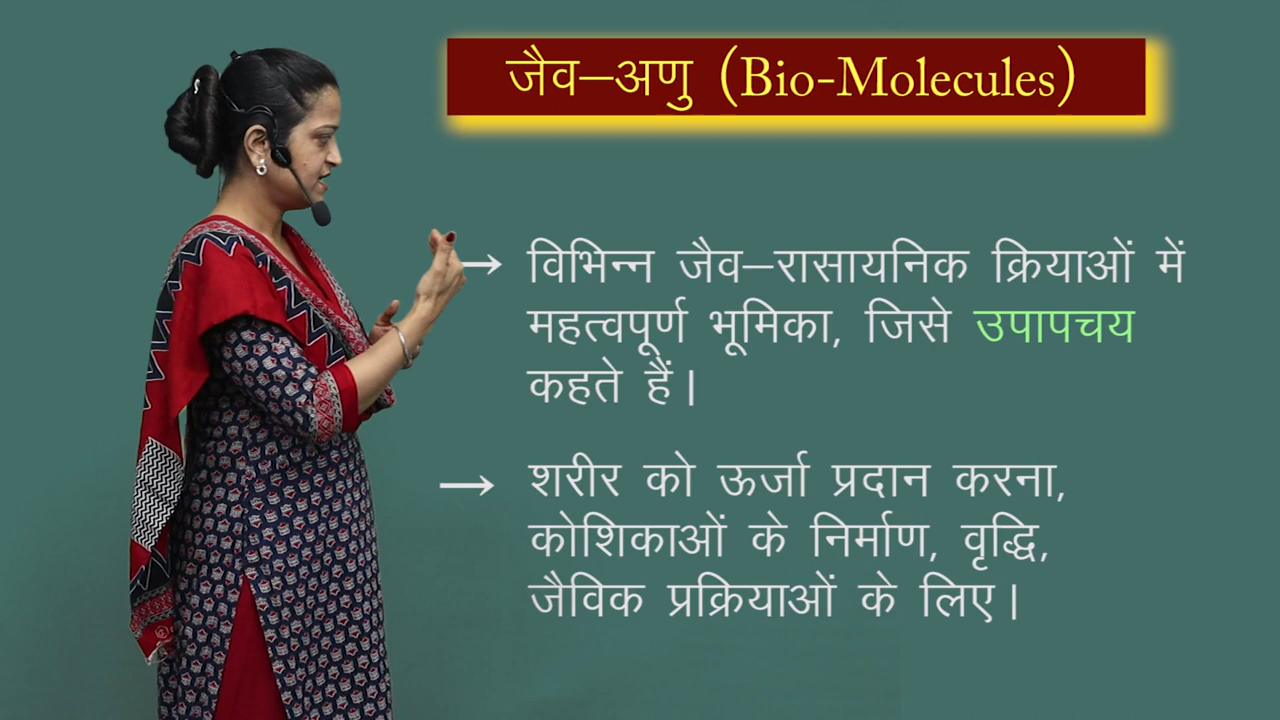 जैव–अणु (Bio-Molecules)
→ विभिन्न जैव–रासायनिक क्रियाओं में
महत्वपूर्ण भूमिका, जिसे उपापचय
कहते हैं।
→ शरीर को ऊर्जा प्रदान करना,
कोशिकाओं के निर्माण, वृद्धि,
जैविक प्रक्रियाओं के लिए।